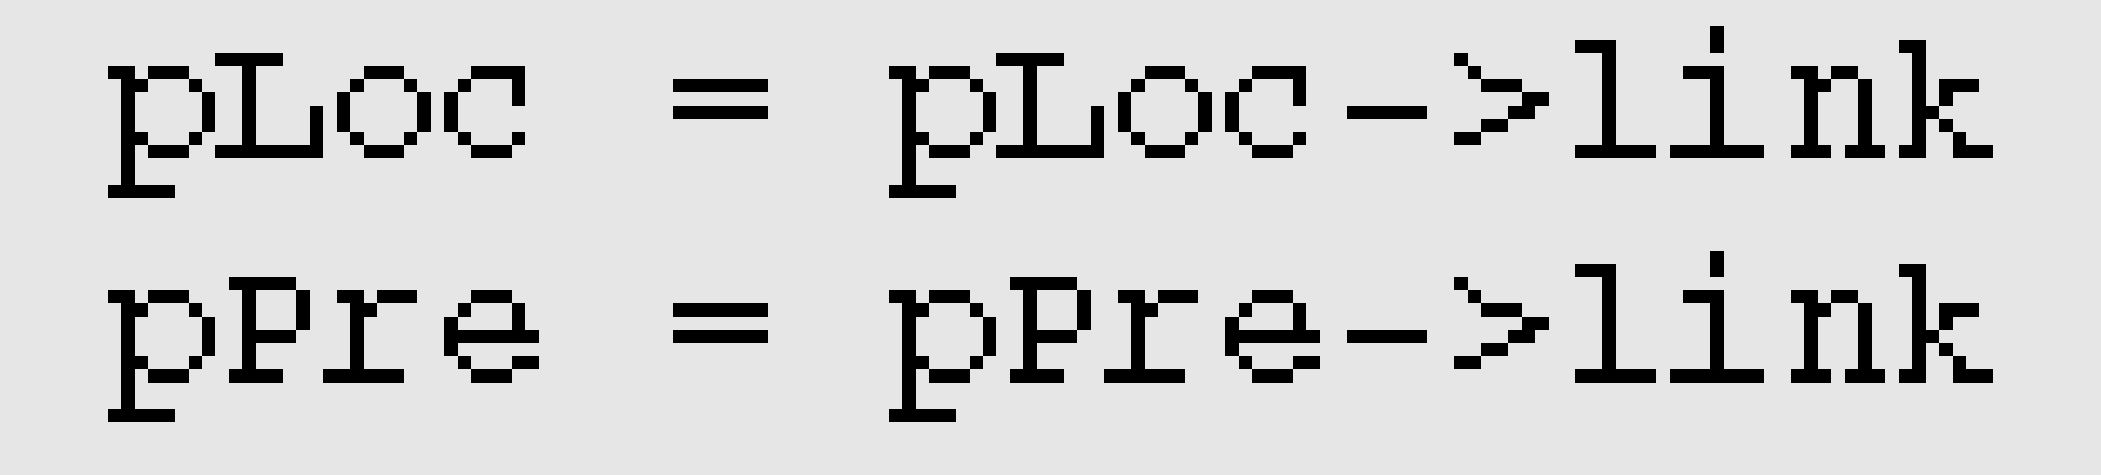 pLoc = pLoc->link
pPre = pPre->link